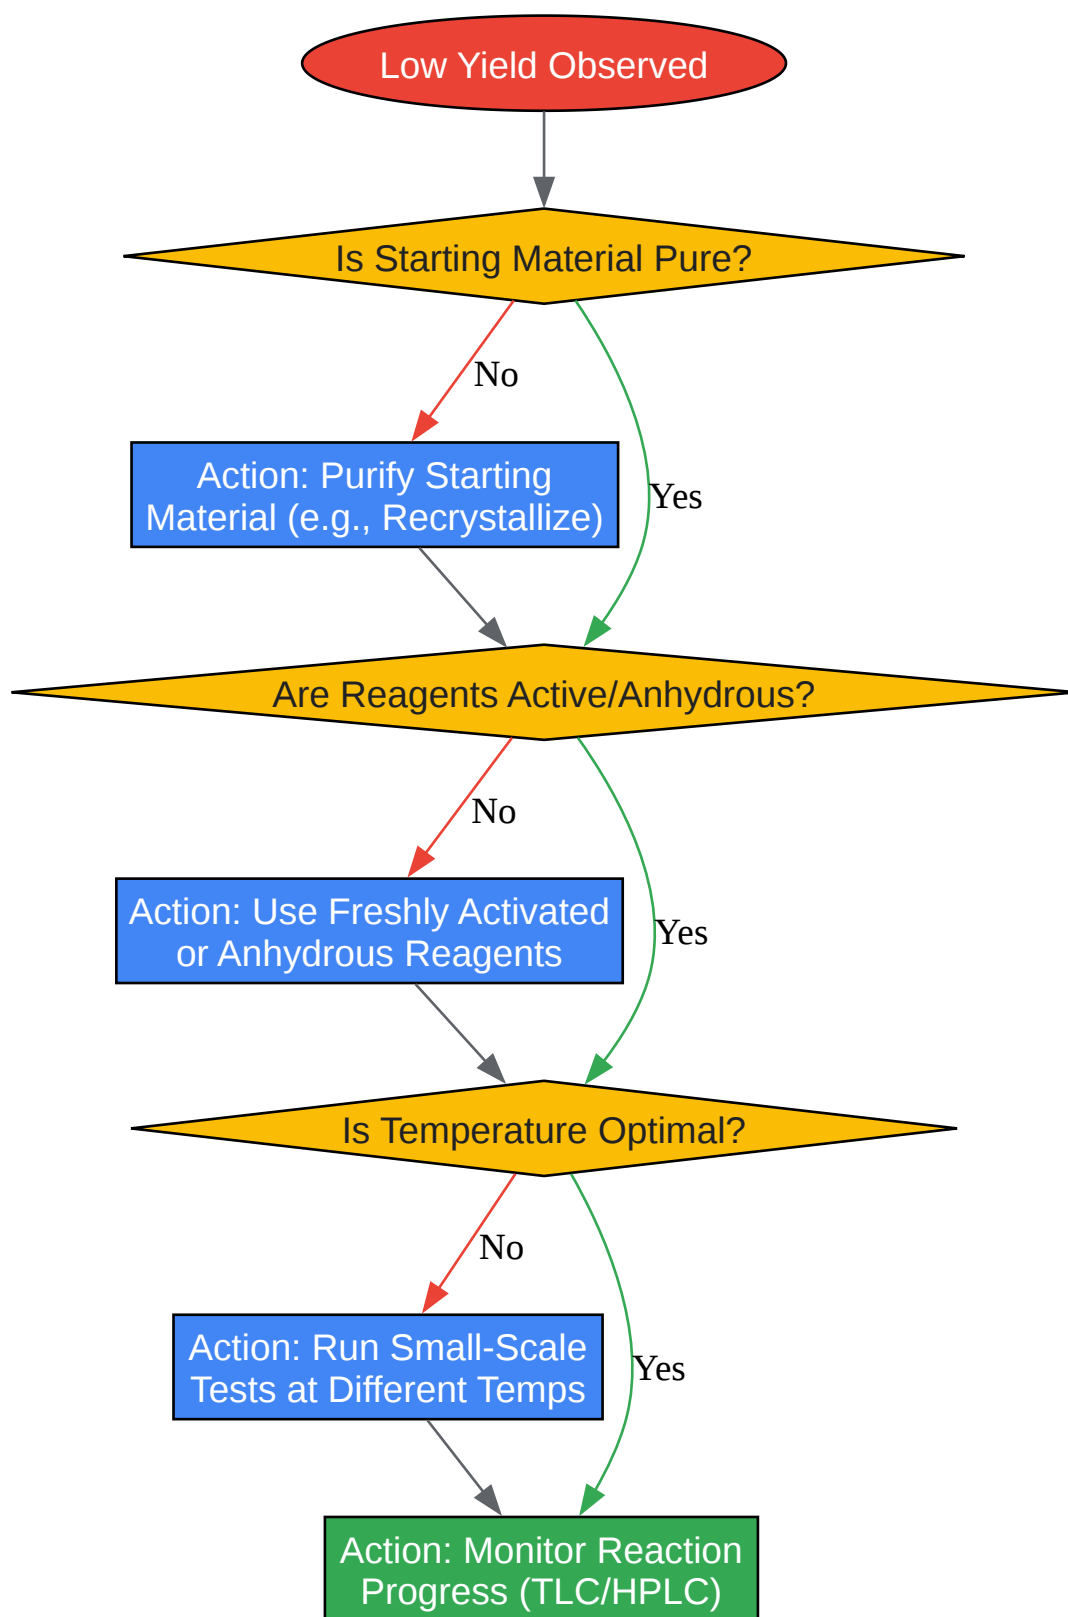 Low Yield Observed
Is Starting Material Pure?
No
Action: Purify Starting
Material (e.g., Recrystallize)
Yes
Are Reagents Active/Anhydrous?
No
Action: Use Freshly Activated
or Anhydrous Reagents
Yes
Is Temperature Optimal?
No
Action: Run Small-Scale
Tests at Different Temps
Yes
Action: Monitor Reaction
Progress (TLC/HPLC)